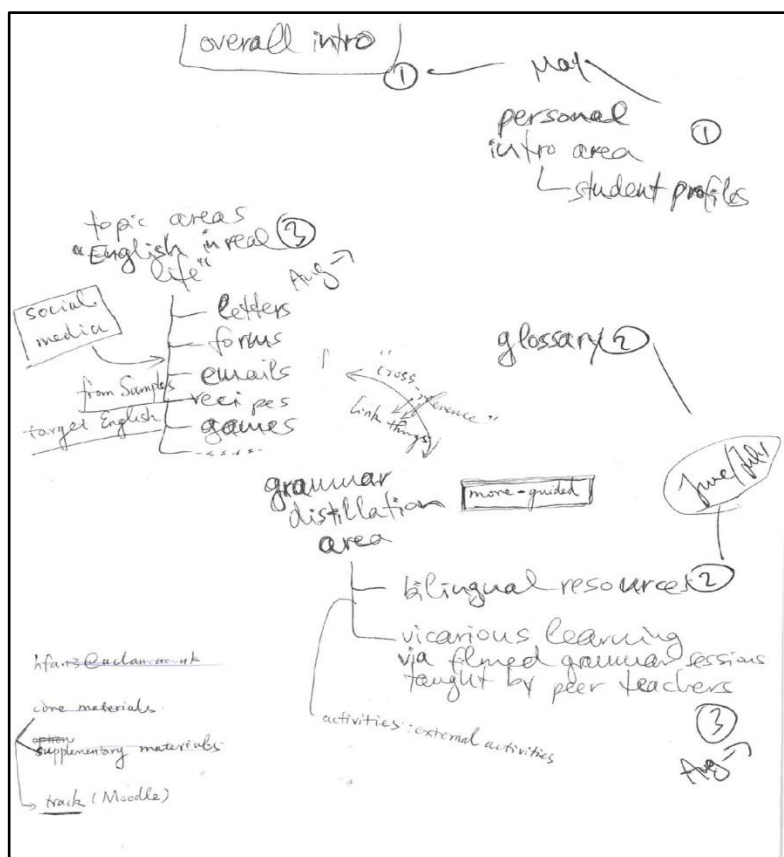 overall intro
①
May
personal
intro area
①
student profiles
topic areas
"English in real
life"
③
Aug →
social
media
letters
forms
emails
recipes
games
from Samples
target English
"cross
-reference"
link things
glossary ②
June/July
grammar
distillation
area
more-guided
bilingual resources ②
vicarious learning
via filmed grammar sessions
taught by peer teachers
③
Aug →
activities: external activities
core materials
supplementary materials
track (Moodle)